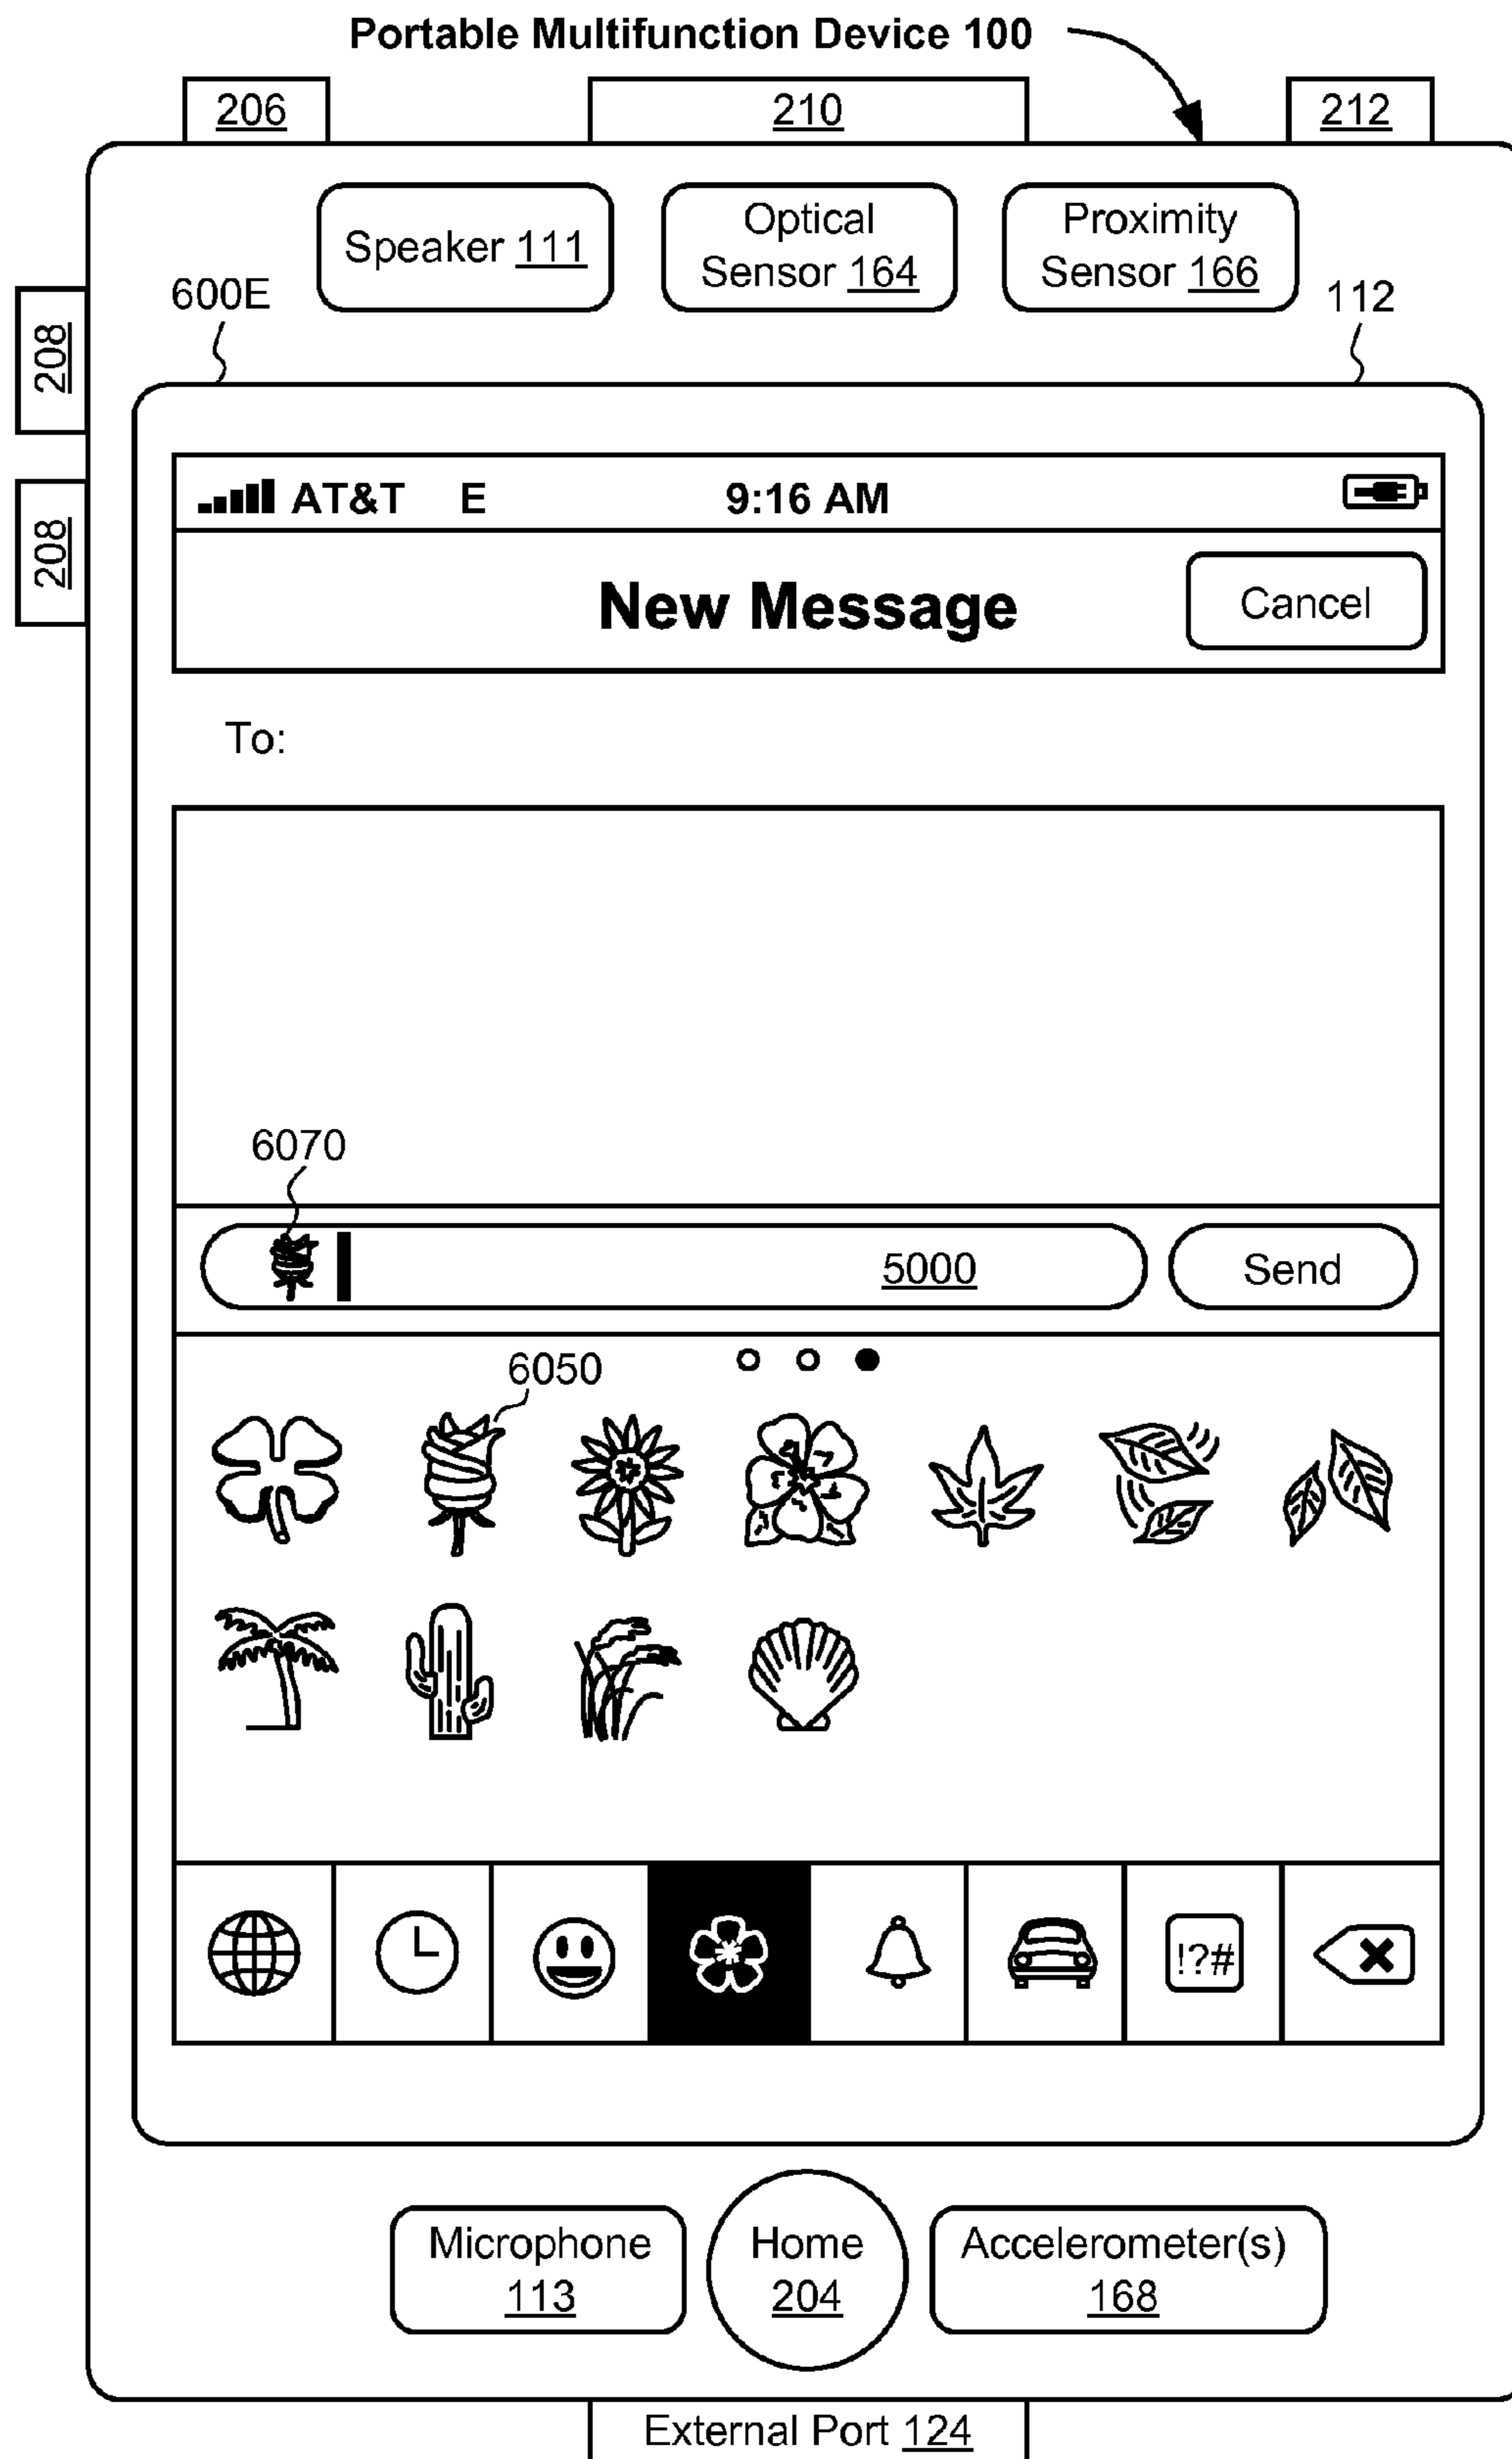 Portable Multifunction Device 100
206
210
212
Speaker 111
Optical
Sensor 164
Proximity
Sensor 166
600E
112
208
208
AT&T E 9:16 AM
New Message
Cancel
To:
6070
5000
Send
6050
!?#
Microphone
113
Home
204
Accelerometer(s)
168
External Port 124